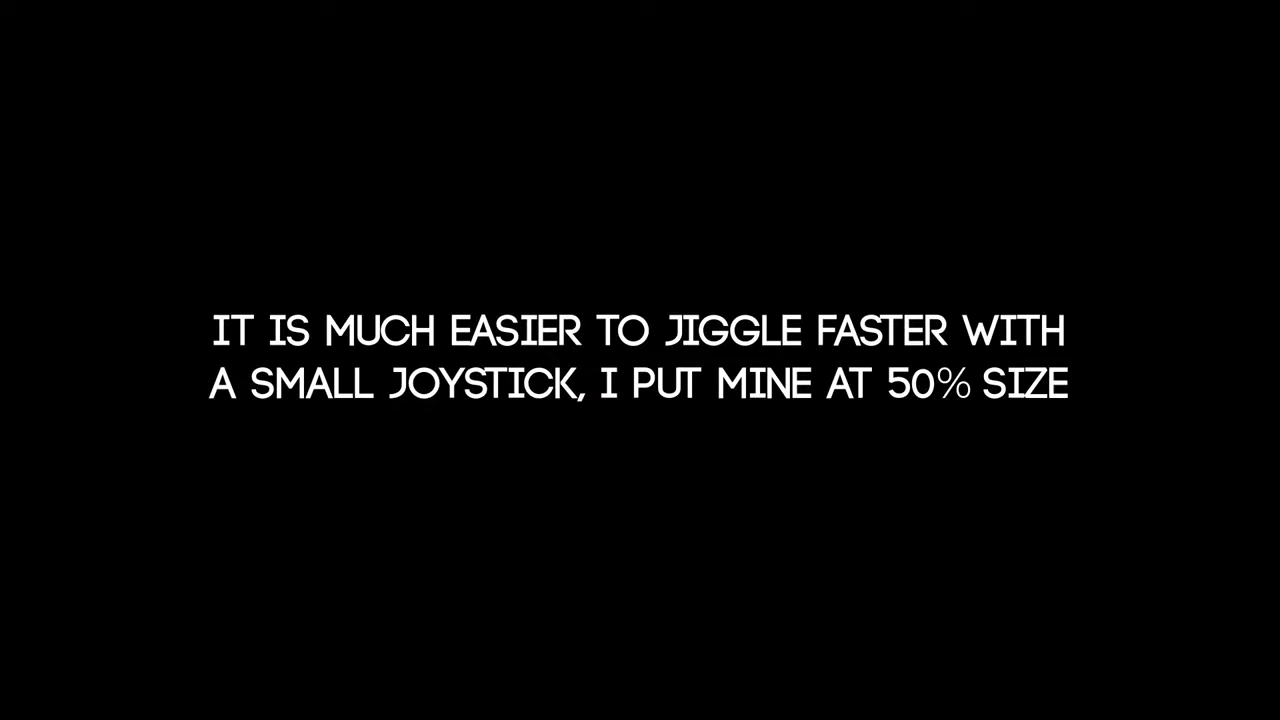 IT IS MUCH EASIER TO JIGGLE FASTER WITH
A SMALL JOYSTICK, I PUT MINE AT 50% SIZE